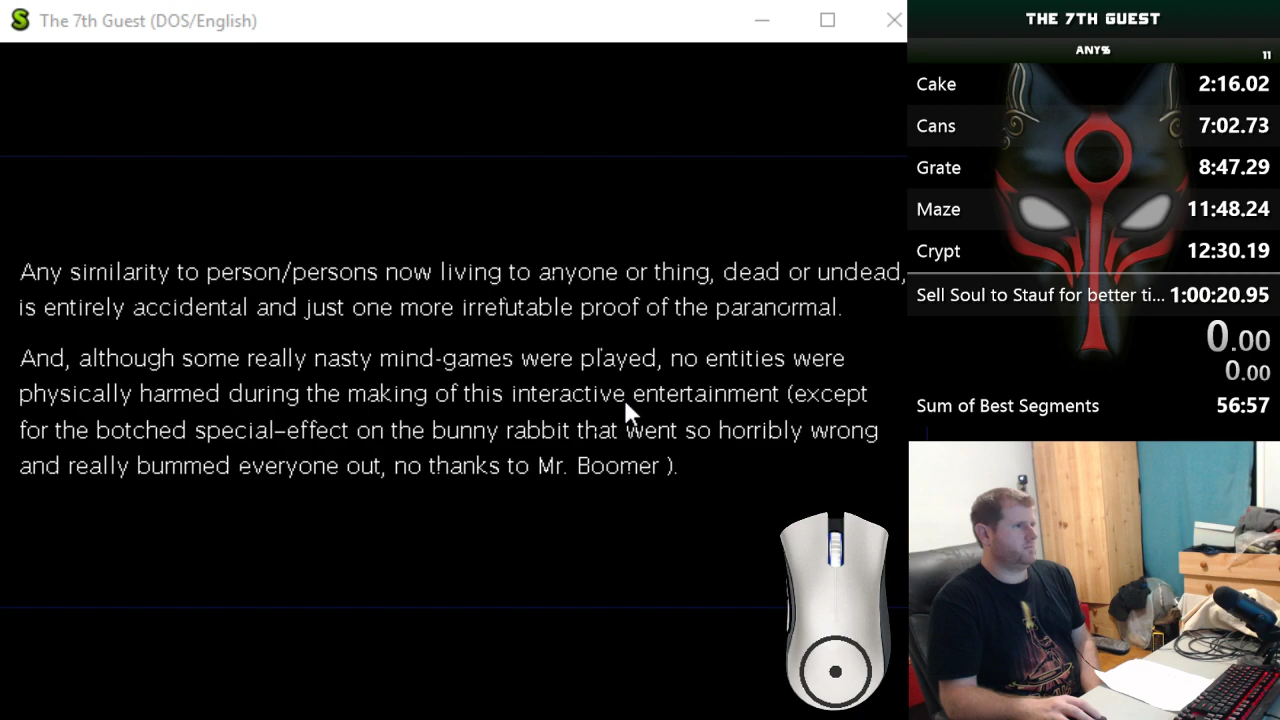 The 7th Guest (DOS/English)
Any similarity to person/persons now living to anyone or thing, dead or undead,
is entirely accidental and just one more irrefutable proof of the paranormal.
And, although some really nasty mind-games were played, no entities were
physically harmed during the making of this interactive entertainment (except
for the botched special-effect on the bunny rabbit that went so horribly wrong
and really bummed everyone out, no thanks to Mr. Boomer ).
THE 7TH GUEST
ANY%
11
Cake 2:16.02
Cans 7:02.73
Grate 8:47.29
Maze 11:48.24
Crypt 12:30.19
Sell Soul to Stauf for better ti... 1:00:20.95
0.00
0.00
Sum of Best Segments 56:57